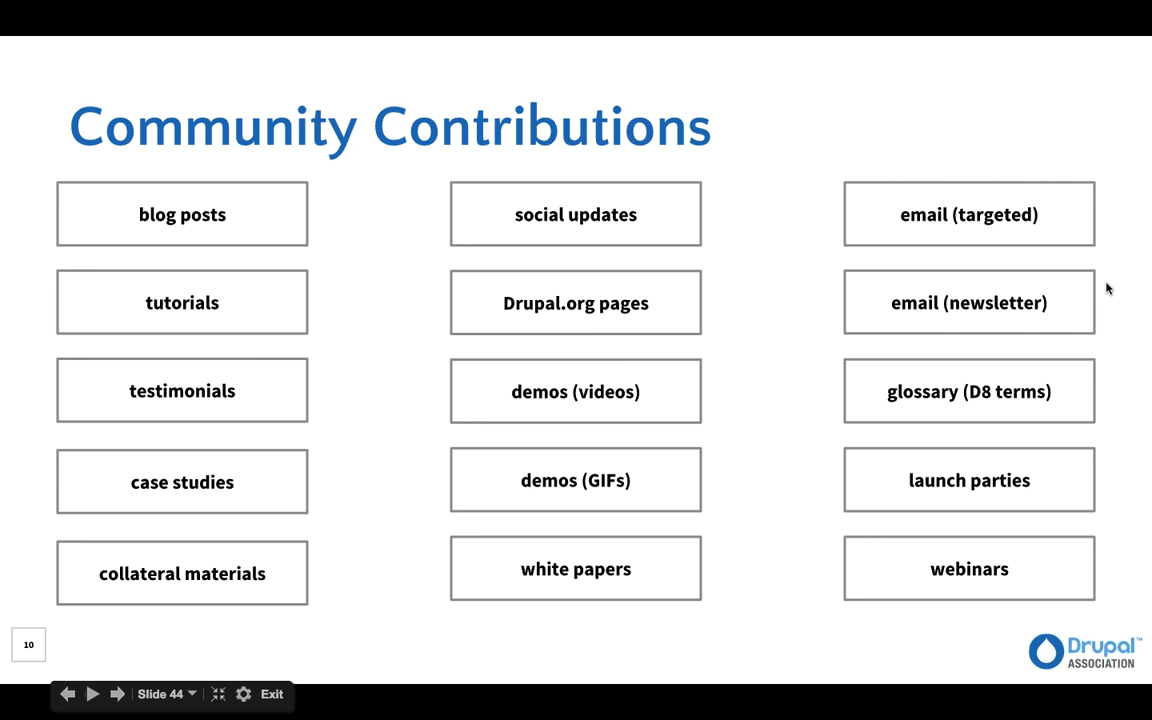 Community Contributions
blog posts
social updates
email (targeted)
tutorials
Drupal.org pages
email (newsletter)
testimonials
demos (videos)
glossary (D8 terms)
case studies
demos (GIFs)
launch parties
collateral materials
white papers
webinars
10
Drupal™
ASSOCIATION
Slide 44
Exit